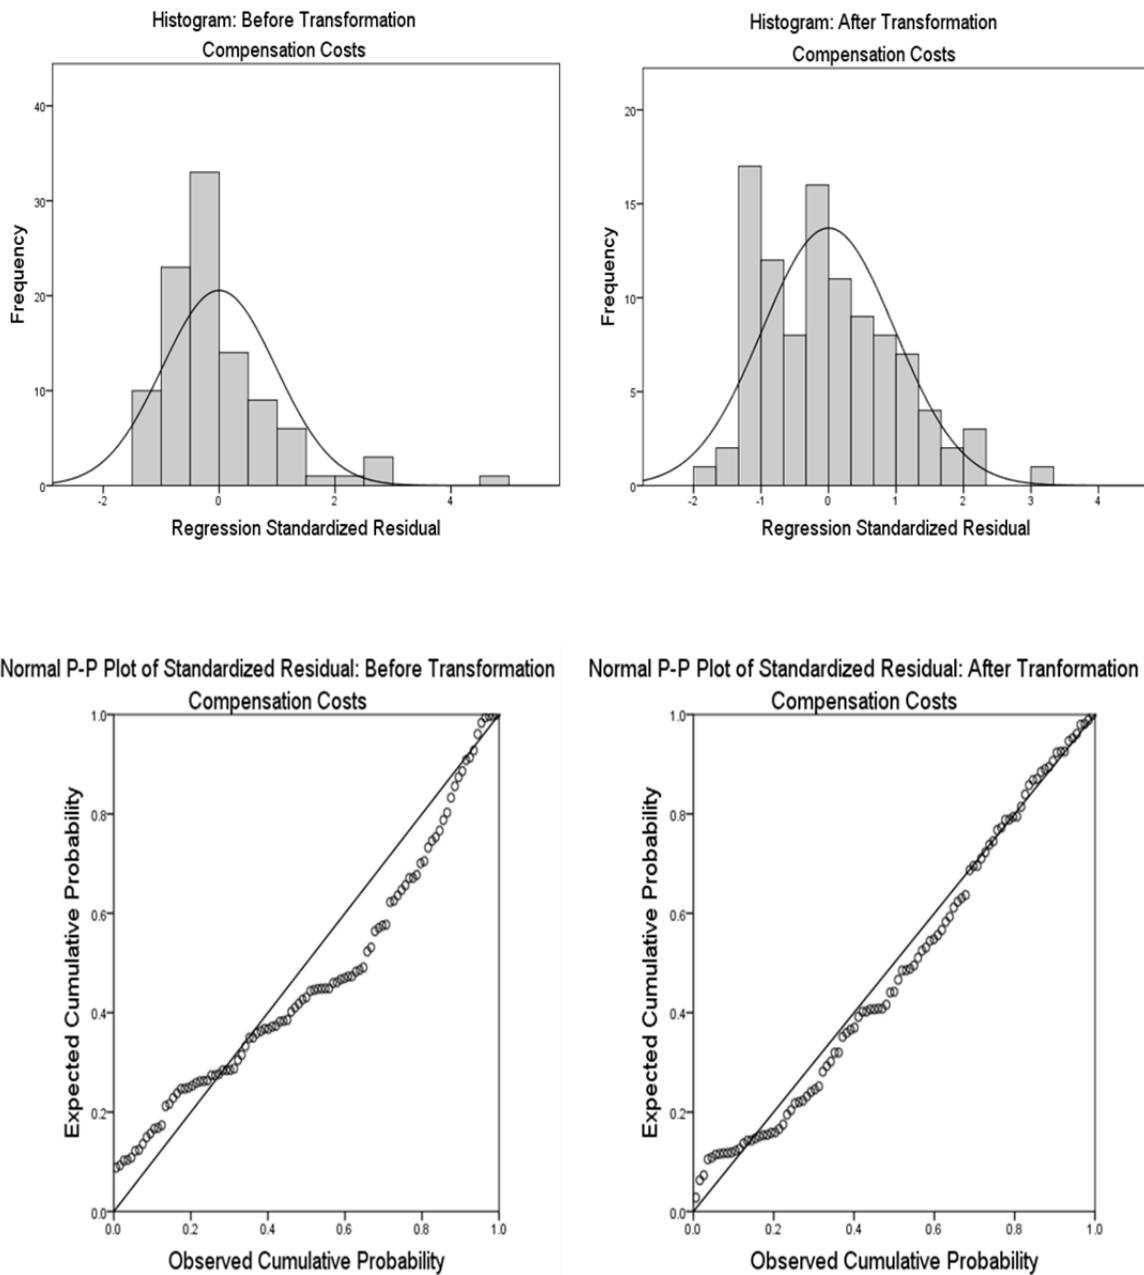 Histogram: Before Transformation
Compensation Costs
40
30
20
10
0
Frequency
-2
0
2
4
Regression Standardized Residual
Histogram: After Transformation
Compensation Costs
20
15
10
5
0
Frequency
-2
-1
0
1
2
3
4
Regression Standardized Residual
Normal P-P Plot of Standardized Residual: Before Transformation
Compensation Costs
1.0
0.8
0.6
0.4
0.2
0.0
Expected Cumulative Probability
0.0
0.2
0.4
0.6
0.8
1.0
Observed Cumulative Probability
Normal P-P Plot of Standardized Residual: After Tranformation
Compensation Costs
1.0
0.8
0.6
0.4
0.2
0.0
Expected Cumulative Probability
0.0
0.2
0.4
0.6
0.8
1.0
Observed Cumulative Probability